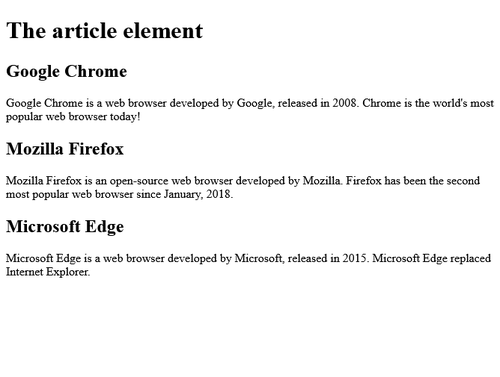 The article element
Google Chrome
Google Chrome is a web browser developed by Google, released in 2008. Chrome is the world's most
popular web browser today!
Mozilla Firefox
Mozilla Firefox is an open-source web browser developed by Mozilla. Firefox has been the second
most popular web browser since January, 2018.
Microsoft Edge
Microsoft Edge is a web browser developed by Microsoft, released in 2015. Microsoft Edge replaced
Internet Explorer.